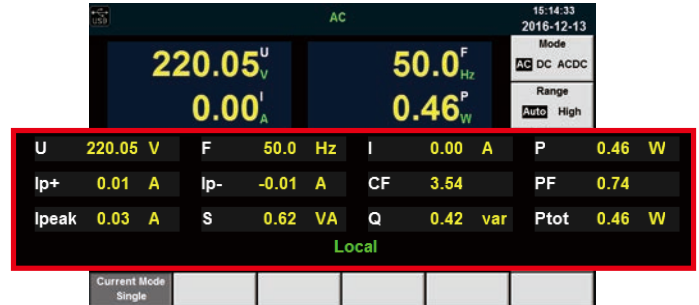 USB
AC
15:14:33
2016-12-13
220.05 U V
50.0 F Hz
Mode
AC DC ACDC
0.00 I A
0.46 P W
Range
Auto High
U 220.05 V F 50.0 Hz I 0.00 A P 0.46 W
Ip+ 0.01 A Ip- -0.01 A CF 3.54 PF 0.74
Ipeak 0.03 A S 0.62 VA Q 0.42 var Ptot 0.46 W
Local
Current Mode
Single